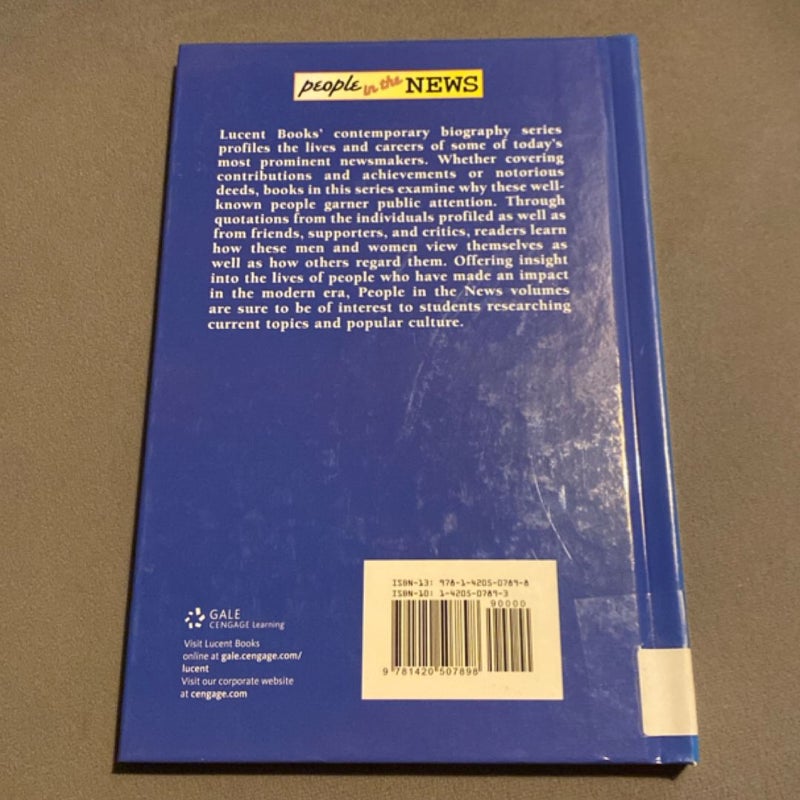 people in the NEWS
Lucent Books' contemporary biography series
profiles the lives and careers of some of today's
most prominent newsmakers. Whether covering
contributions and achievements or notorious
deeds, books in this series examine why these well-
known people garner public attention. Through
quotations from the individuals profiled as well as
from friends, supporters, and critics, readers learn
how these men and women view themselves as
well as how others regard them. Offering insight
into the lives of people who have made an impact
in the modern era, People in the News volumes
are sure to be of interest to students researching
current topics and popular culture.
GALE
CENGAGE Learning
Visit Lucent Books
online at gale.cengage.com/
lucent
Visit our corporate website
at cengage.com
ISBN-13: 978-1-4205-0789-8
ISBN-10: 1-4205-0789-3
90000
9 781420 507898